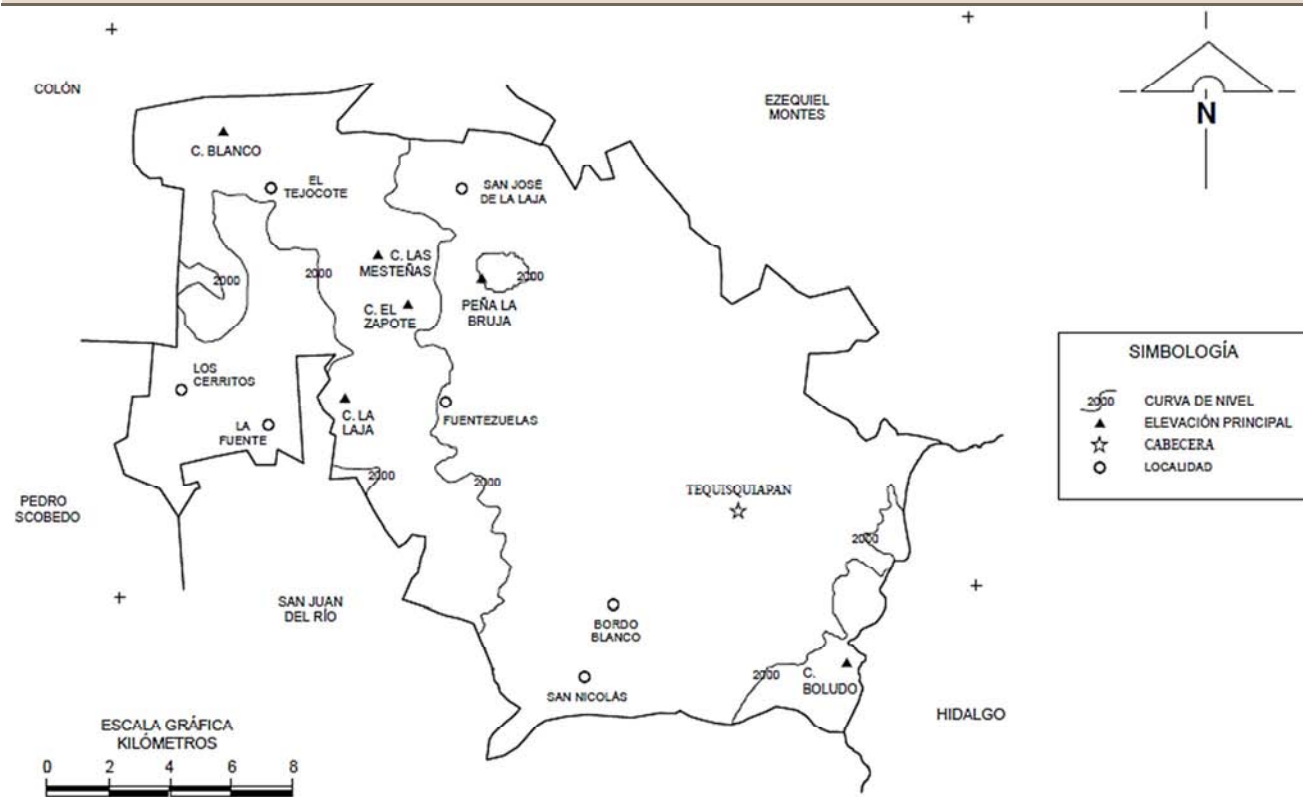 COLÓN
EZEQUIEL
MONTES
N
C. BLANCO
EL
TEJOCOTE
SAN JOSÉ
DE LA LAJA
C. LAS
MESTEÑAS
2000
2000
2000
C. EL
ZAPOTE
PEÑA LA
BRUJA
LOS
CERRITOS
LA
FUENTE
C. LA
LAJA
FUENTEZUELAS
2000
2000
TEQUISQUIAPAN
2000
PEDRO
SCOBEDO
SAN JUAN
DEL RÍO
BORDO
BLANCO
SAN NICOLÁS
2000
C.
BOLUDO
HIDALGO
SIMBOLOGÍA
2000 CURVA DE NIVEL
ELEVACIÓN PRINCIPAL
CABECERA
LOCALIDAD
ESCALA GRÁFICA
KILÓMETROS
0 2 4 6 8